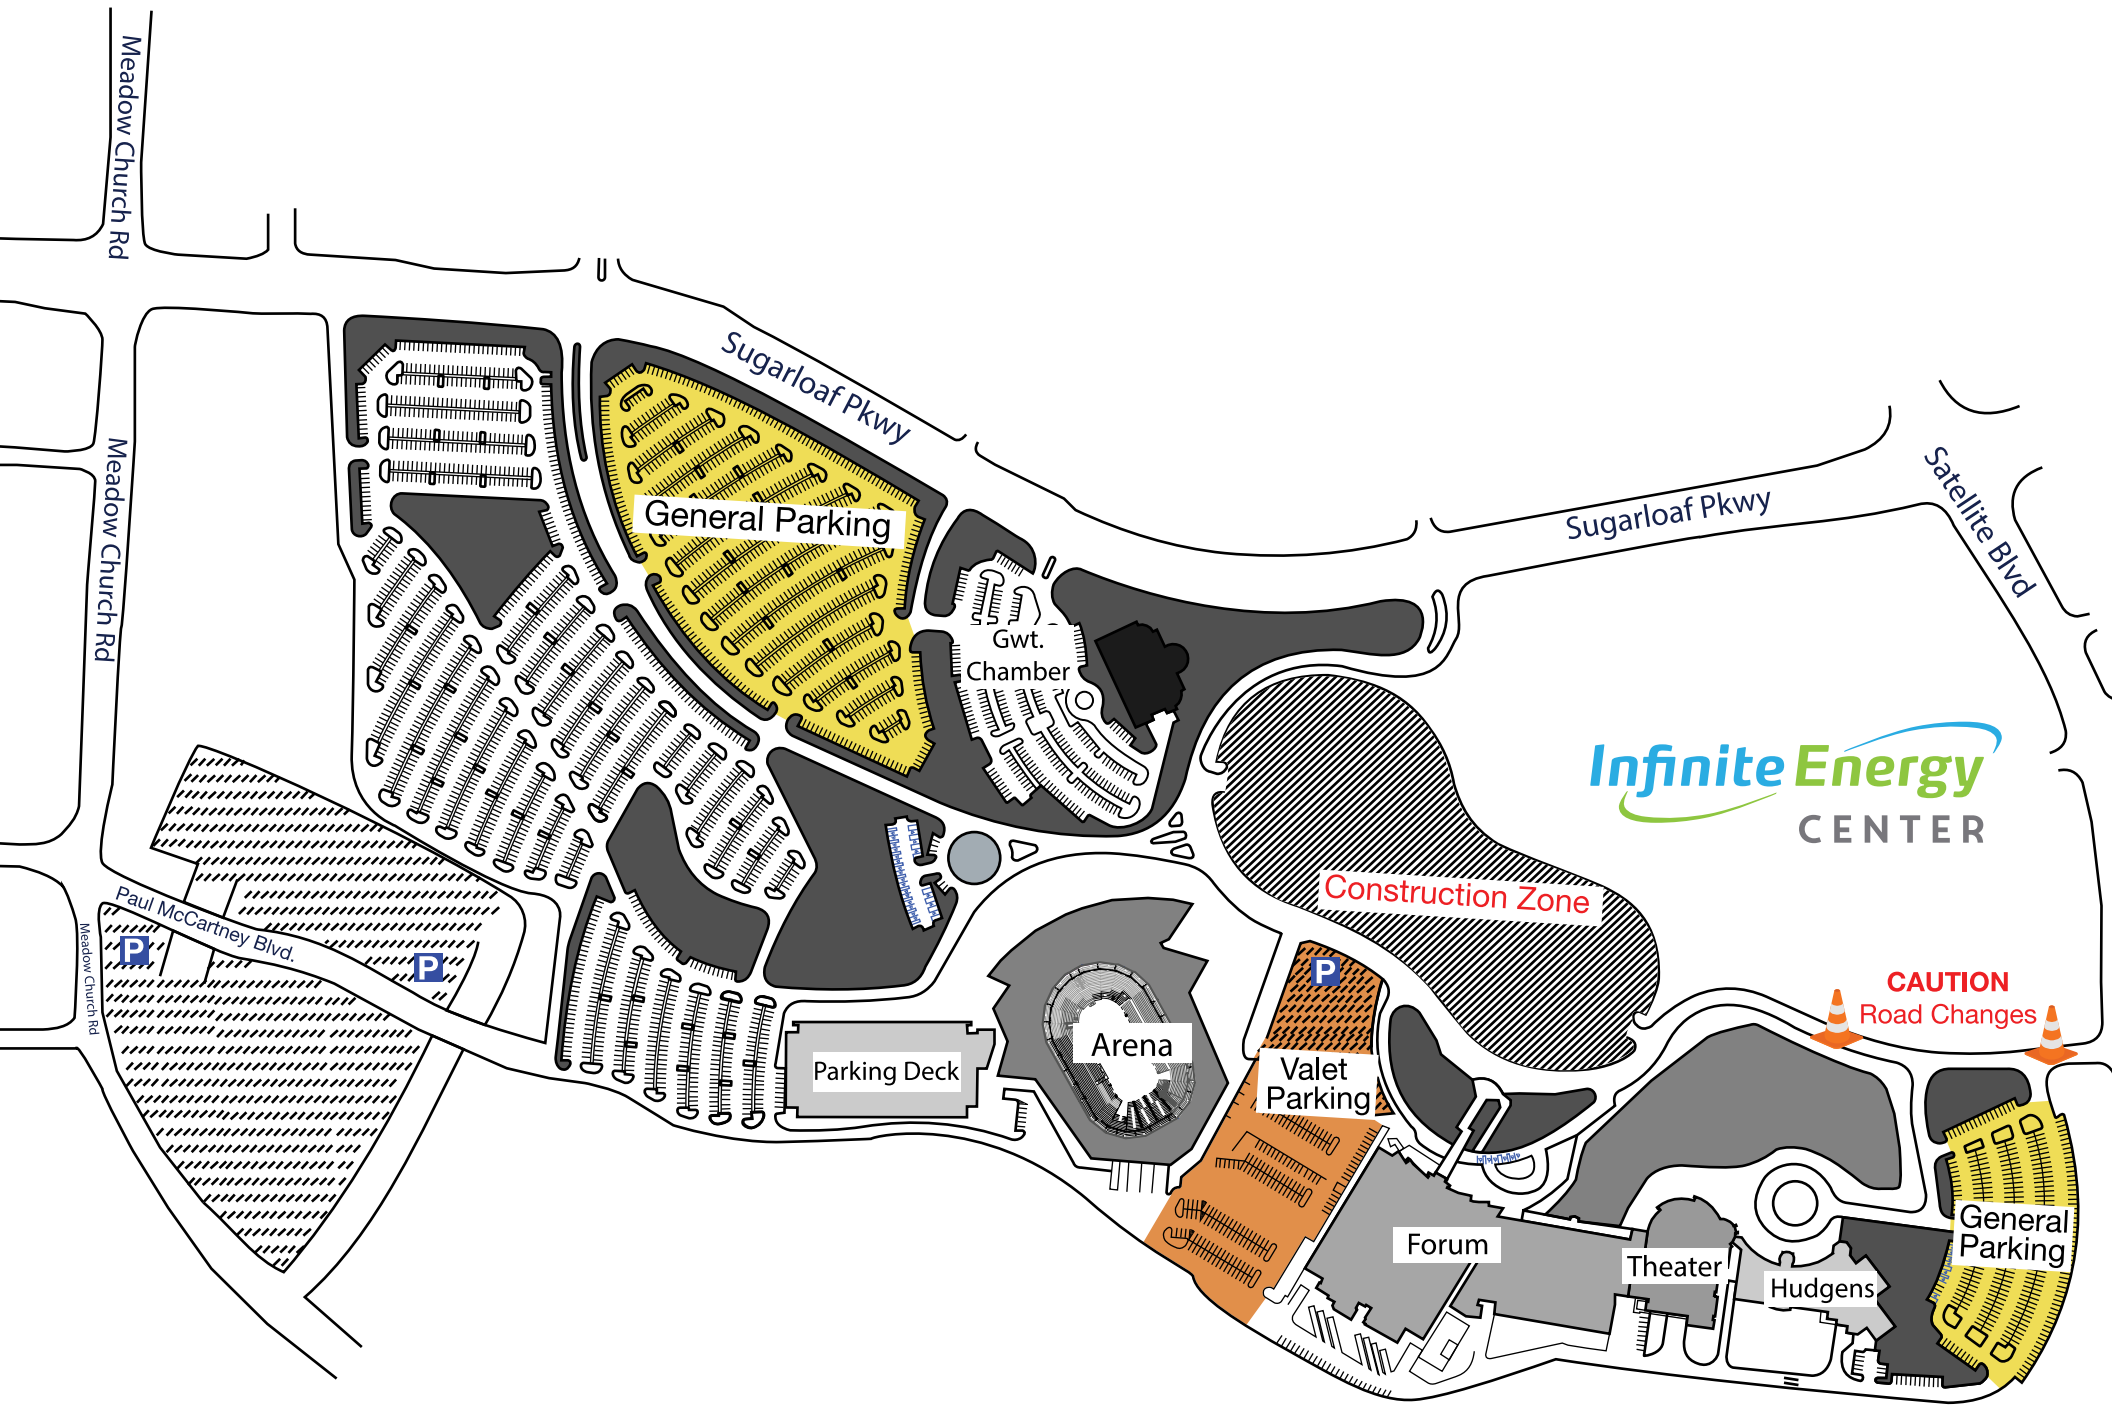 Meadow Church Rd
Sugarloaf Pkwy
Meadow Church Rd
General Parking
Sugarloaf Pkwy
Satellite Blvd
Gwt.
Chamber
Infinite Energy
CENTER
Construction Zone
Paul McCartney Blvd.
Meadow Church Rd
P
P
P
CAUTION
Road Changes
Arena
Parking Deck
Valet
Parking
General
Parking
Forum
Theater
Hudgens